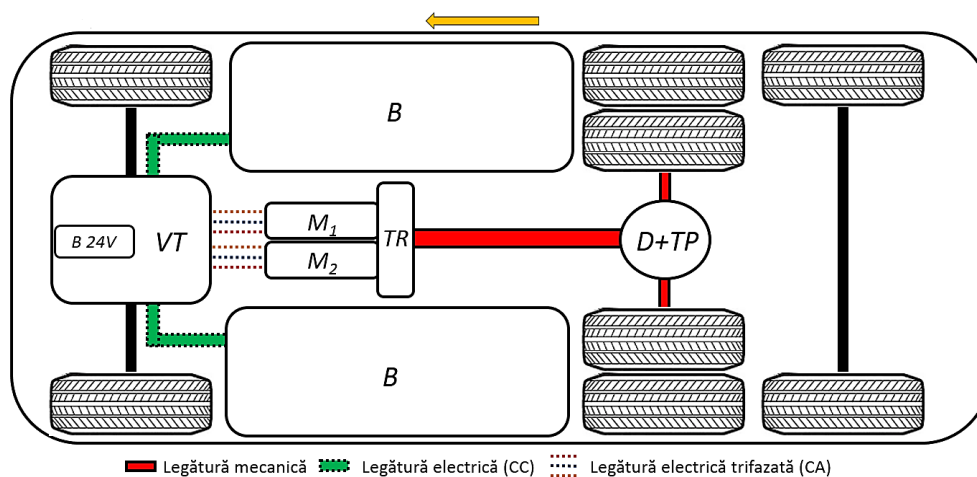 B
B 24V
VT
M1
M2
TR
D+TP
B
Legătură mecanică
Legătură electrică (CC)
Legătură electrică trifazată (CA)